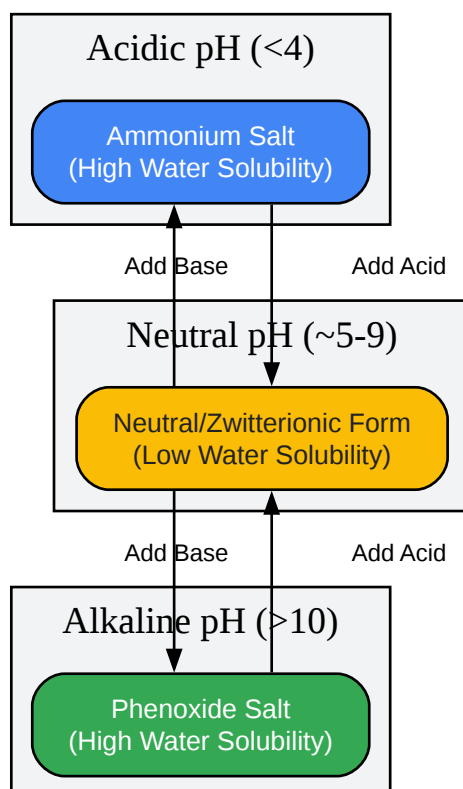 Acidic pH (<4)
Ammonium Salt
(High Water Solubility)
Add Base
Add Acid
Neutral pH (~5-9)
Neutral/Zwitterionic Form
(Low Water Solubility)
Add Base
Add Acid
Alkaline pH (>10)
Phenoxide Salt
(High Water Solubility)